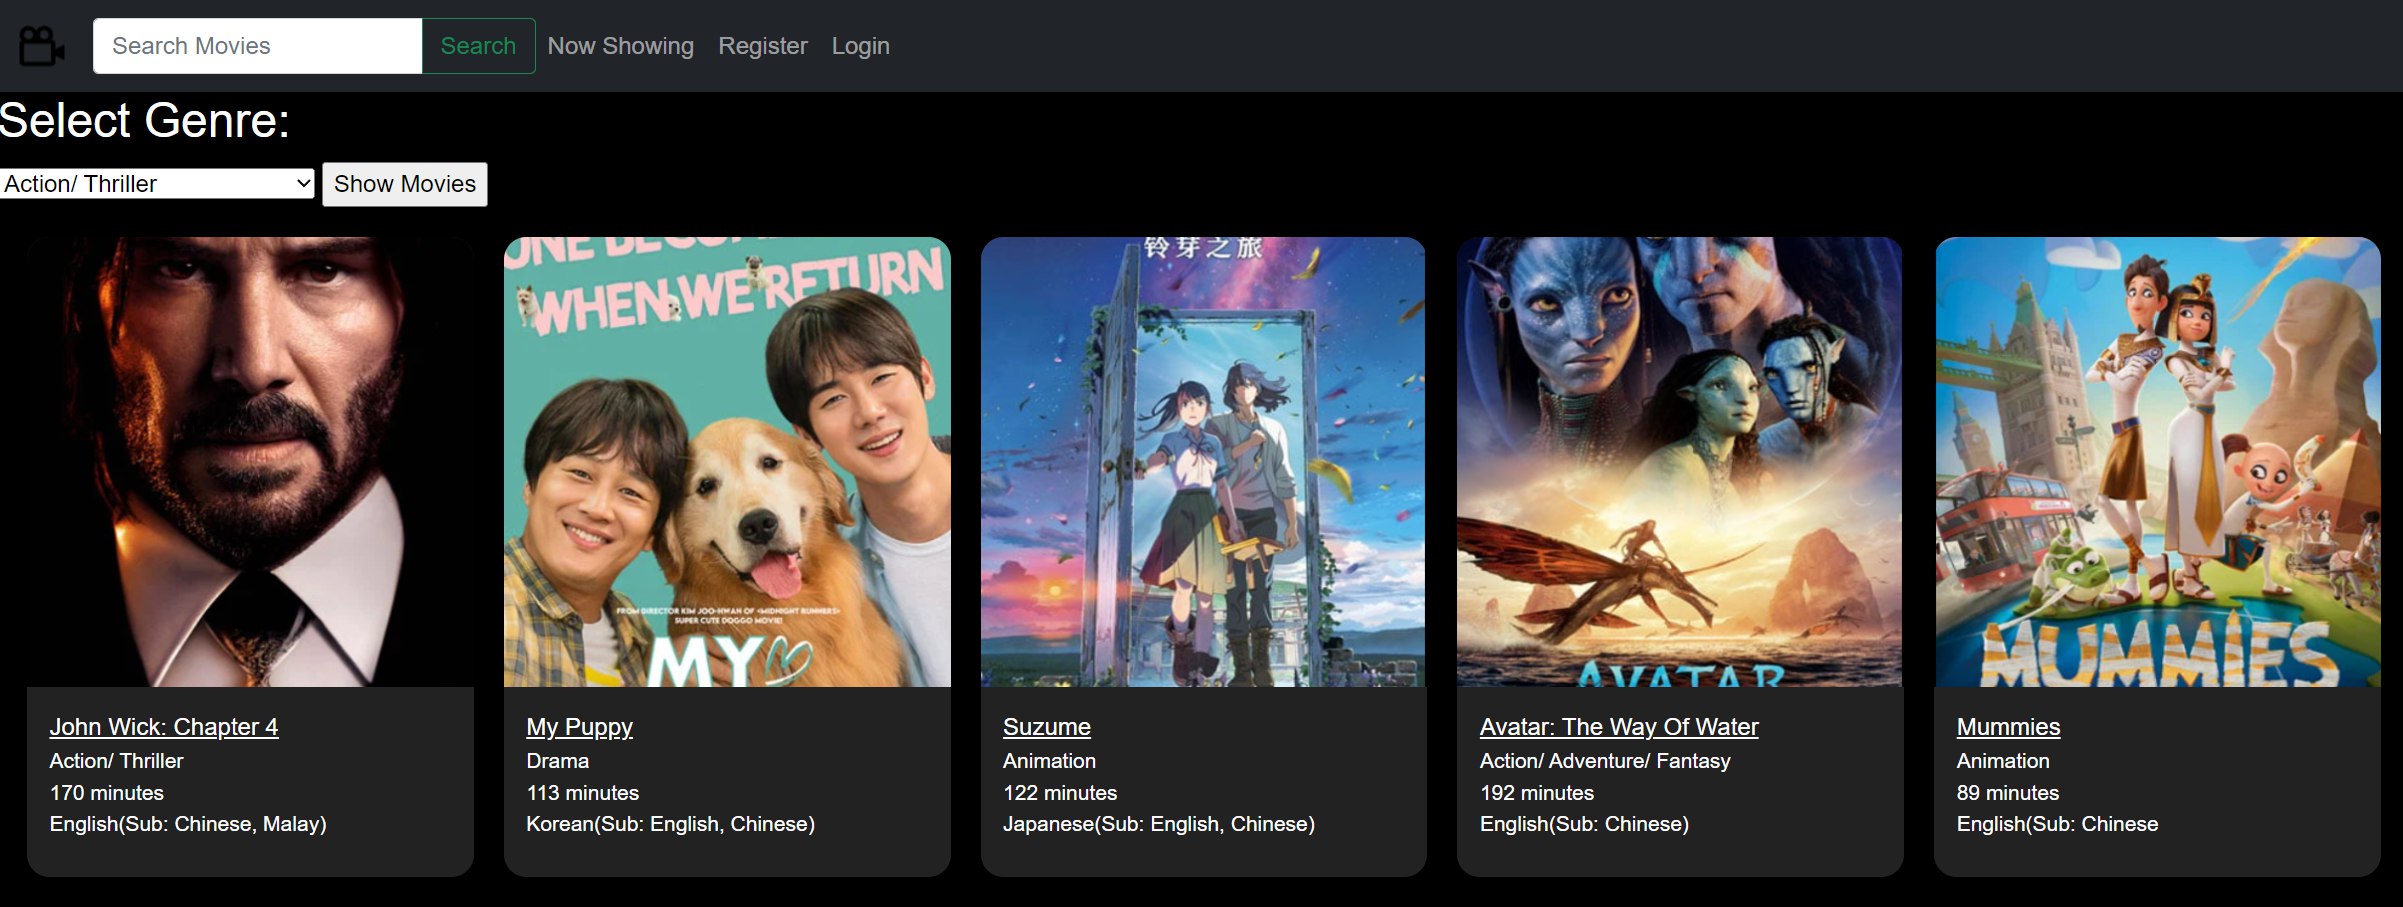 Search Movies
Search
Now Showing
Register
Login
Select Genre:
Action/ Thriller
Show Movies
WHEN WE RETURN
FROM DIRECTOR KIM JOO-HWAN OF <MIDNIGHT RUNNERS>
SUPER CUTE DOGGO MOVIE!
MY
铃芽之旅
AVATAR
MUMMIES
John Wick: Chapter 4
Action/ Thriller
170 minutes
English(Sub: Chinese, Malay)
My Puppy
Drama
113 minutes
Korean(Sub: English, Chinese)
Suzume
Animation
122 minutes
Japanese(Sub: English, Chinese)
Avatar: The Way Of Water
Action/ Adventure/ Fantasy
192 minutes
English(Sub: Chinese)
Mummies
Animation
89 minutes
English(Sub: Chinese